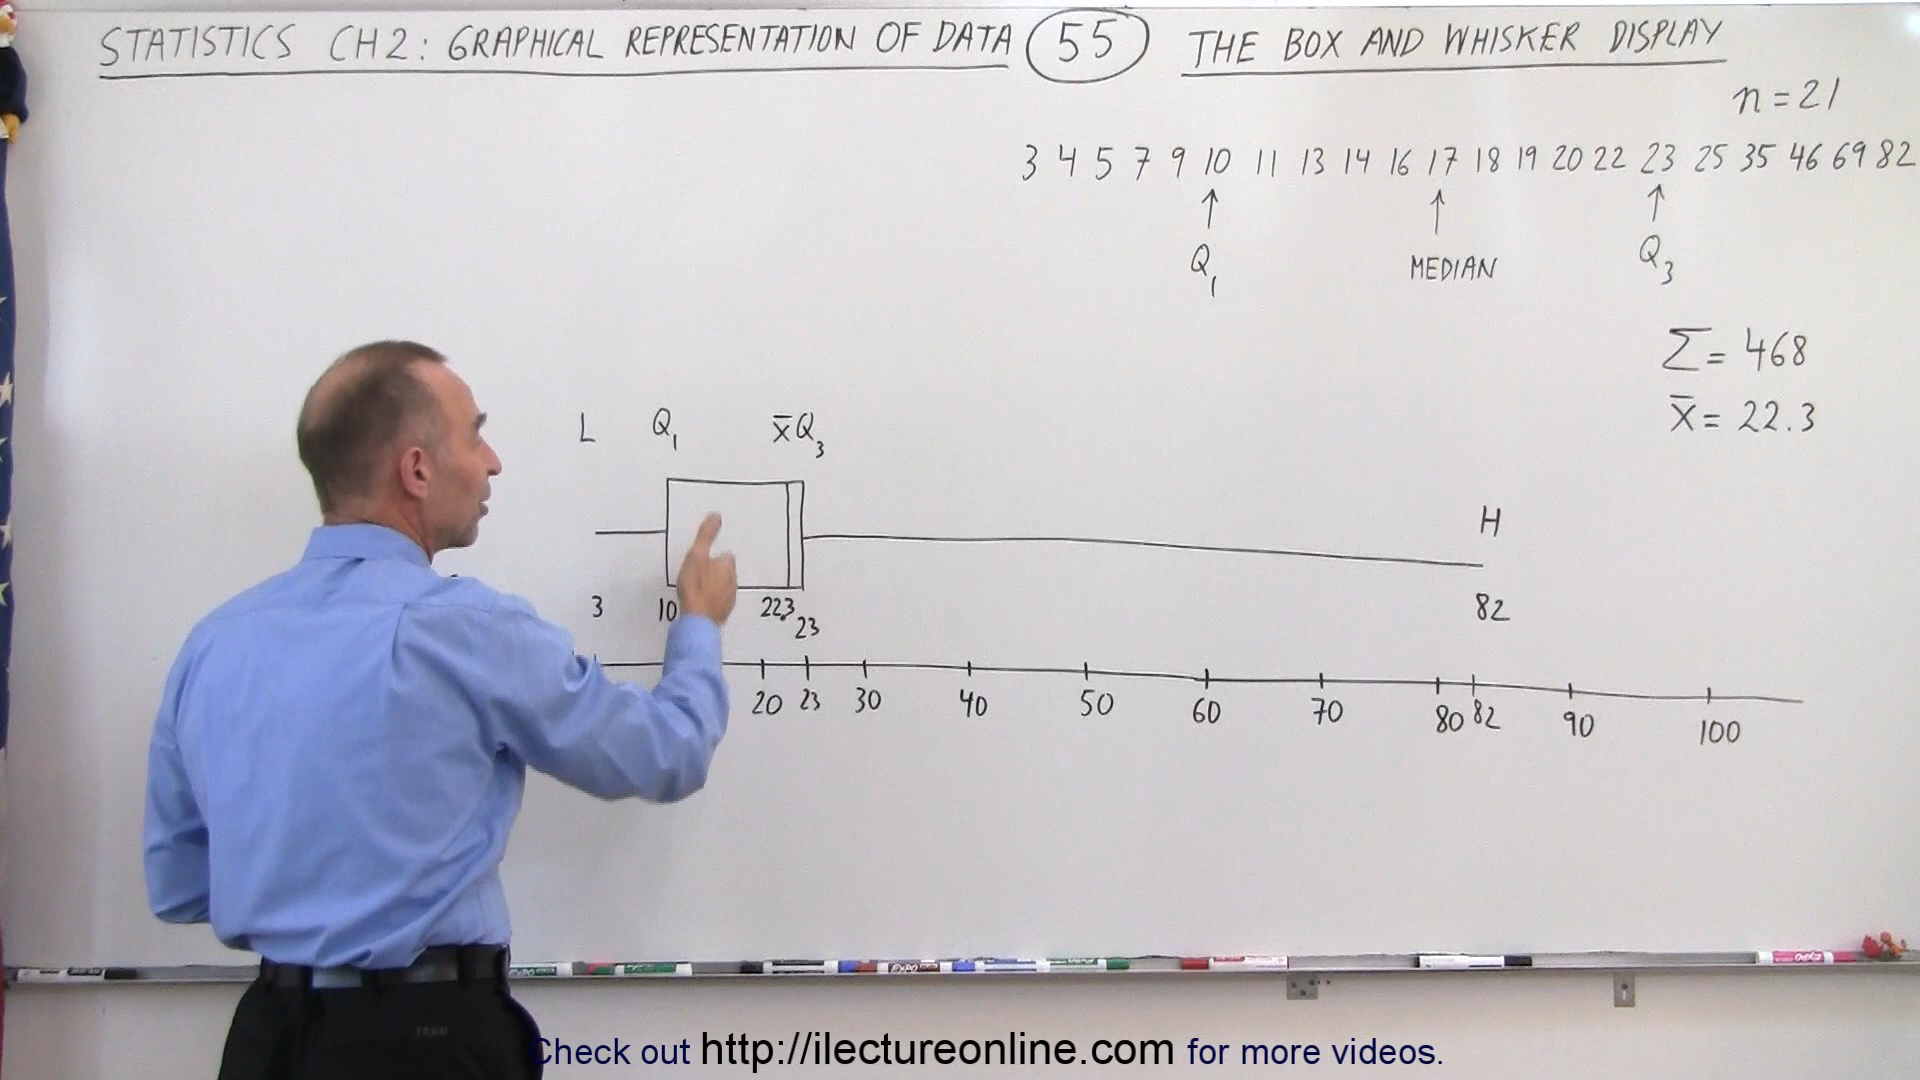 STATISTICS CH2: GRAPHICAL REPRESENTATION OF DATA 55 THE BOX AND WHISKER DISPLAY
n = 21
3 4 5 7 9 10 11 13 14 16 17 18 19 20 22 23 25 35 46 69 82
↑ ↑ ↑
Q₁ MEDIAN Q₃
Σ = 468
x̄ = 22.3
L Q₁ x̄ Q₃
H
3 10 22.3 23 82
20 23 30 40 50 60 70 80 82 90 100
Check out http://ilectureonline.com for more videos.